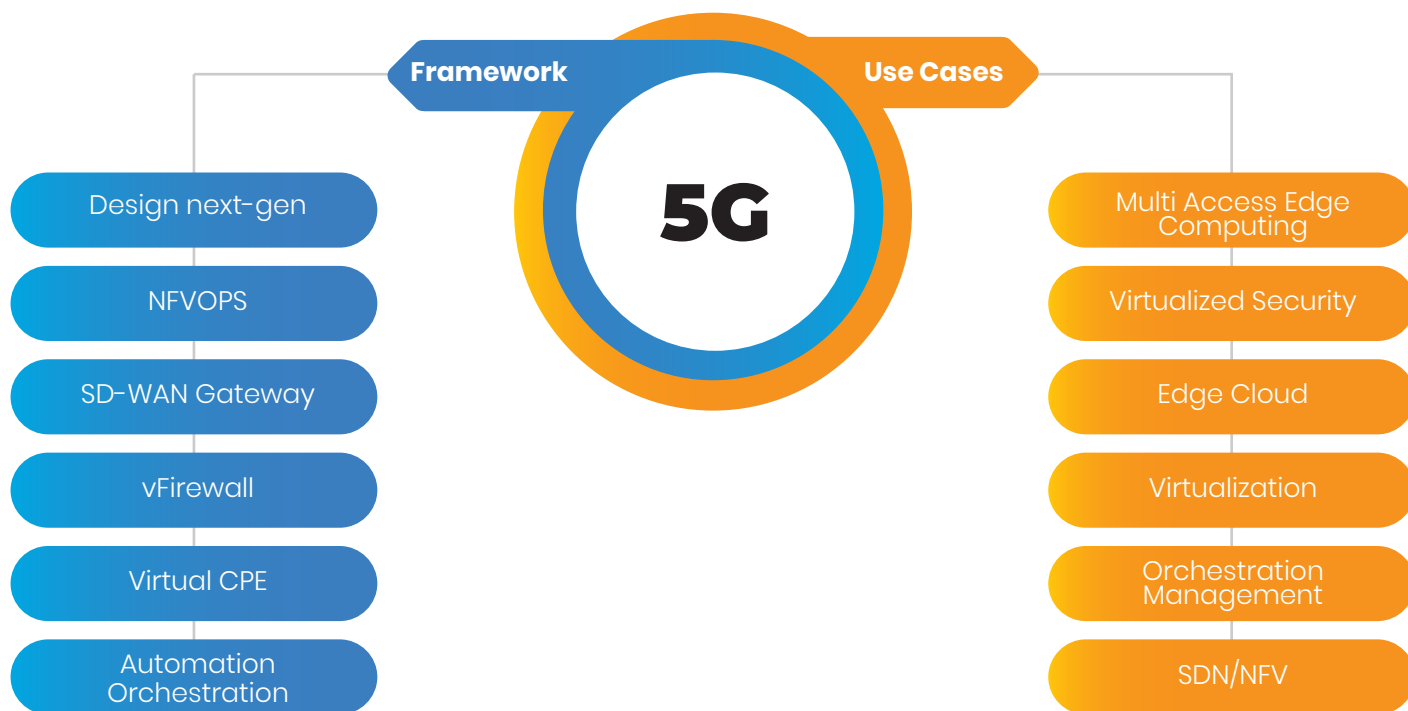 Framework
Use Cases
5G
Design next-gen
NFVOPS
SD-WAN Gateway
vFirewall
Virtual CPE
Automation
Orchestration
Multi Access Edge
Computing
Virtualized Security
Edge Cloud
Virtualization
Orchestration
Management
SDN/NFV